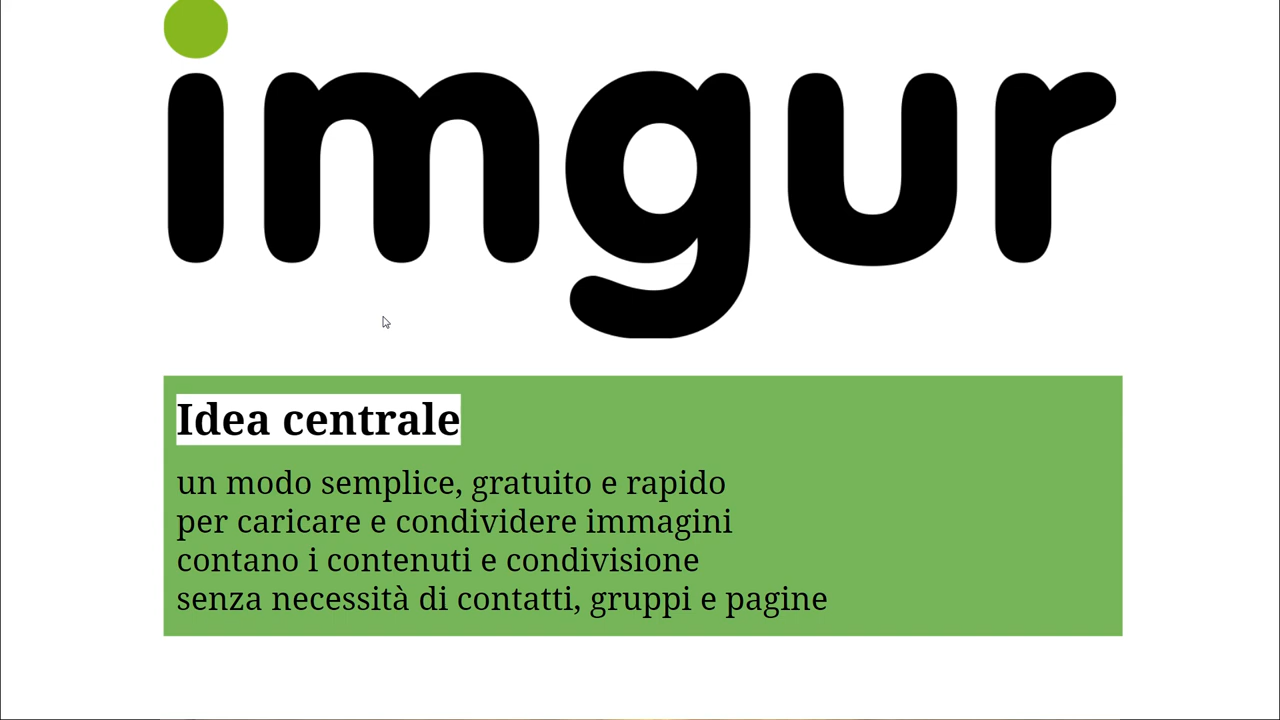 imgur
Idea centrale
un modo semplice, gratuito e rapido
per caricare e condividere immagini
contano i contenuti e condivisione
senza necessità di contatti, gruppi e pagine